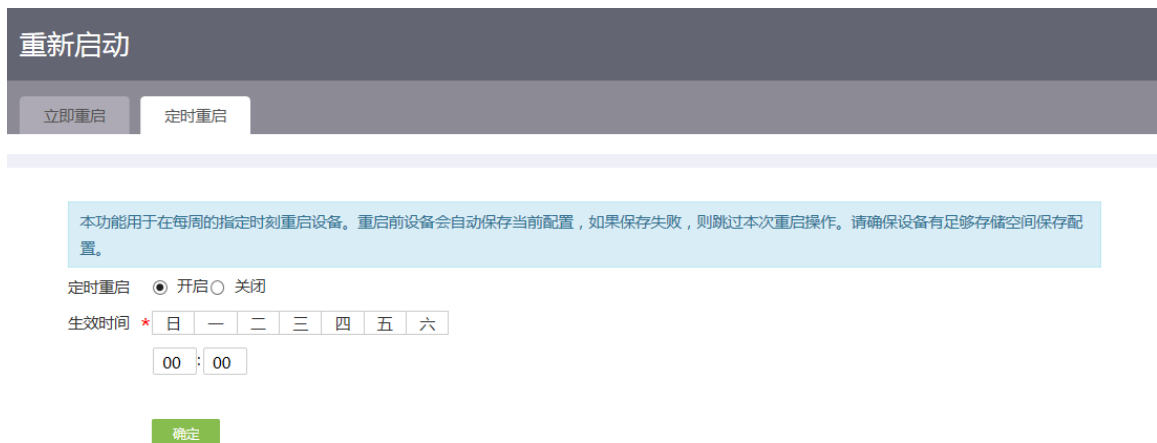 重新启动
立即重启 定时重启
本功能用于在每周的指定时刻重启设备。重启前设备会自动保存当前配置，如果保存失败，则跳过本次重启操作。请确保设备有足够存储空间保存配
置。
定时重启 开启 关闭
生效时间 * 日 一 二 三 四 五 六
00 : 00
确定